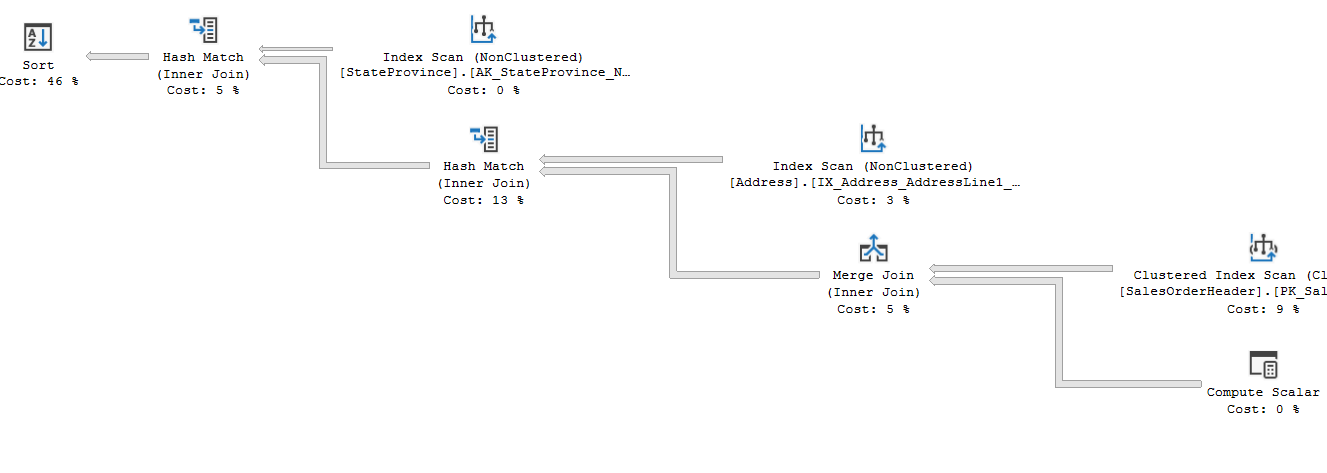 Sort
Cost: 46 %
Hash Match
(Inner Join)
Cost: 5 %
Index Scan (NonClustered)
[StateProvince].[AK_StateProvince_N…
Cost: 0 %
Hash Match
(Inner Join)
Cost: 13 %
Index Scan (NonClustered)
[Address].[IX_Address_AddressLine1_…
Cost: 3 %
Merge Join
(Inner Join)
Cost: 5 %
Clustered Index Scan (Cl
[SalesOrderHeader].[PK_Sal
Cost: 9 %
Compute Scalar
Cost: 0 %